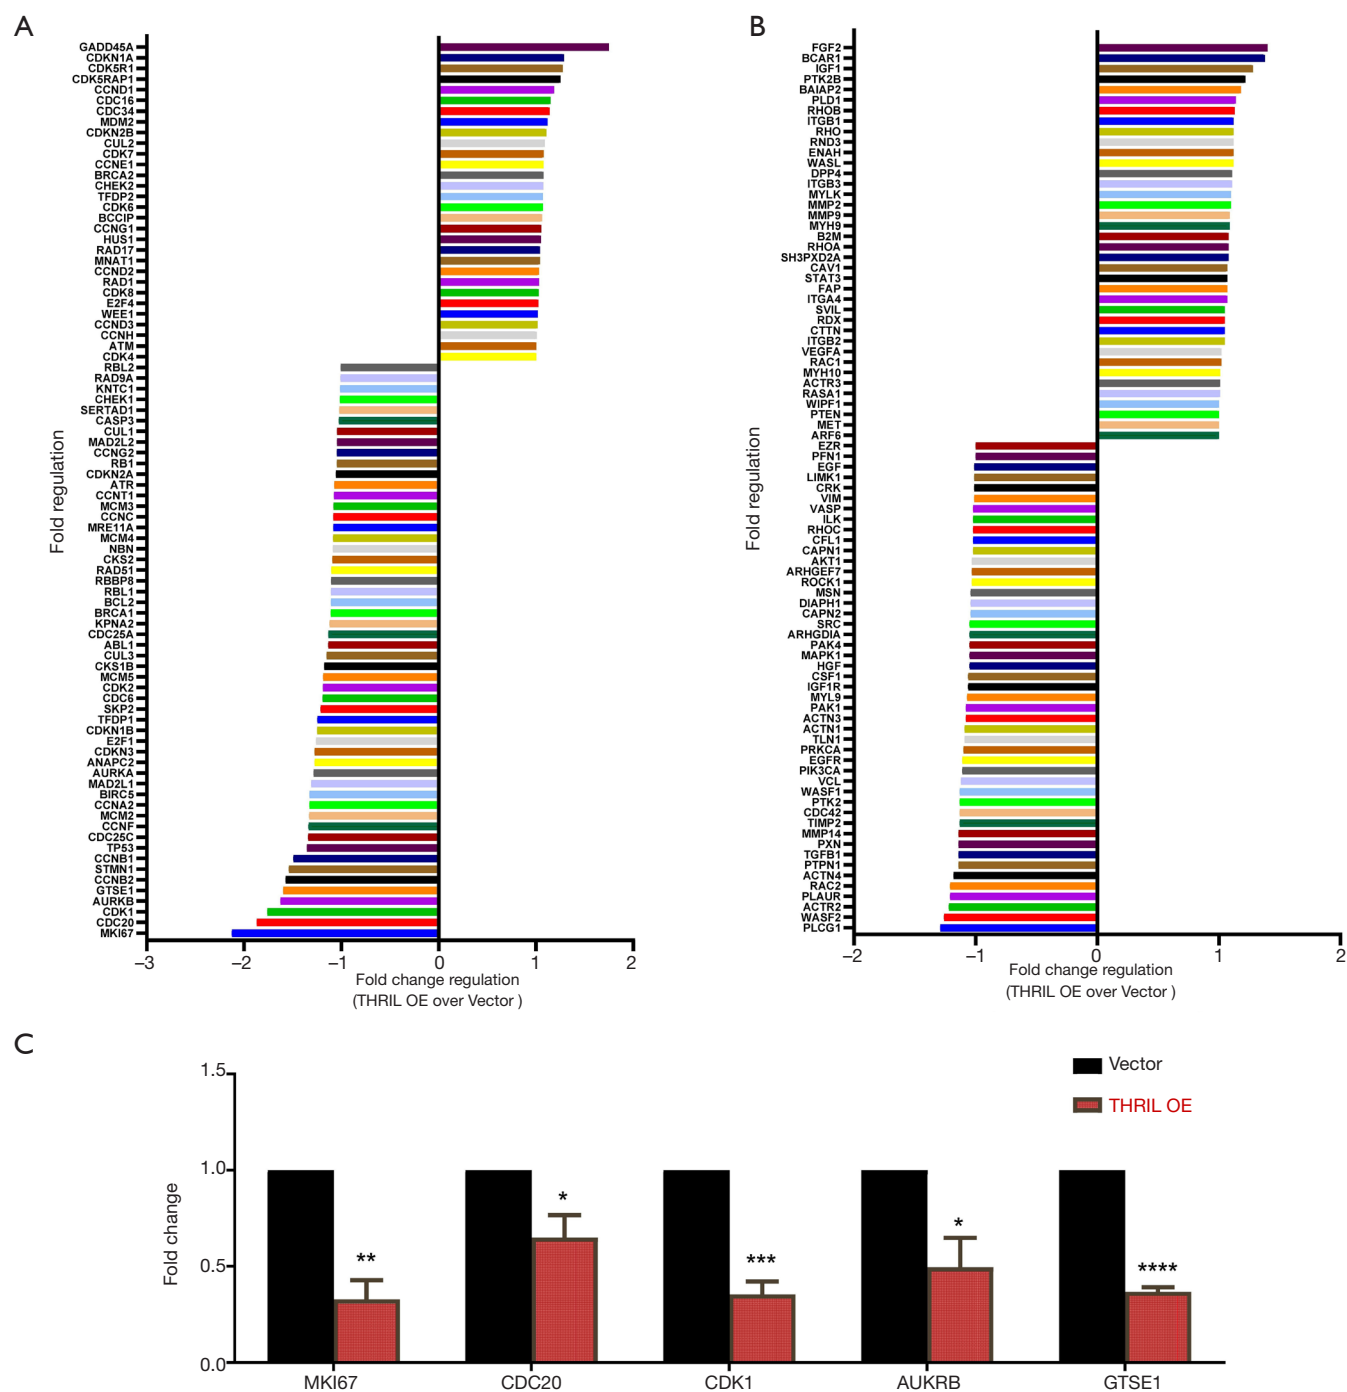 A
GADD45A
CDKN1A
CDK5R1
CDK5RAP1
CCND1
CDC16
CDC34
MDM2
CDKN2B
CUL2
CDK7
CCNE1
BRCA2
CHEK2
TFDP2
CDK6
BCCIP
CCNG1
HUS1
RAD17
MNAT1
CCND2
RAD1
CDK8
E2F4
WEE1
CCND3
CCNH
ATM
CDK4
RBL2
RAD9A
KNTC1
CHEK1
SERTAD1
CASP3
CUL1
MAD2L2
CCNG2
RB1
CDKN2A
ATR
CCNT1
MCM3
CCNC
MRE11A
MCM4
NBN
CKS2
RAD51
RBBP8
RBL1
BCL2
BRCA1
KPNA2
CDC25A
ABL1
CUL3
CKS1B
MCM5
CDK2
CDC6
SKP2
TFDP1
CDKN1B
E2F1
CDKN3
ANAPC2
AURKA
MAD2L1
BIRC5
CCNA2
MCM2
CCNF
CDC25C
TP53
CCNB1
STMN1
CCNB2
GTSE1
AURKB
CDK1
CDC20
MKI67
Fold regulation
–3 –2 –1 0 1 2
Fold change regulation
(THRIL OE over Vector )
B
FGF2
BCAR1
IGF1
PTK2B
BAIAP2
PLD1
RHOB
ITGB1
RHO
RND3
ENAH
WASL
DPP4
ITGB3
MYLK
MMP2
MMP9
MYH9
B2M
RHOA
SH3PXD2A
CAV1
STAT3
FAP
ITGA4
SVIL
RDX
CTTN
ITGB2
VEGFA
RAC1
MYH10
ACTR3
RASA1
WIPF1
PTEN
MET
ARF6
EZR
PFN1
EGF
LIMK1
CRK
VIM
VASP
ILK
RHOC
CFL1
CAPN1
AKT1
ARHGEF7
ROCK1
MSN
DIAPH1
CAPN2
SRC
ARHGDIA
PAK4
MAPK1
HGF
CSF1
IGF1R
MYL9
PAK1
ACTN3
ACTN1
TLN1
PRKCA
EGFR
PIK3CA
VCL
WASF1
PTK2
CDC42
TIMP2
MMP14
PXN
TGFB1
PTPN1
ACTN4
RAC2
PLAUR
ACTR2
WASF2
PLCG1
Fold regulation
–2 –1 0 1 2
Fold change regulation
(THRIL OE over Vector )
C
Vector
THRIL OE
Fold change
1.5
1.0
0.5
0.0
** * *** * ****
MKI67 CDC20 CDK1 AUKRB GTSE1